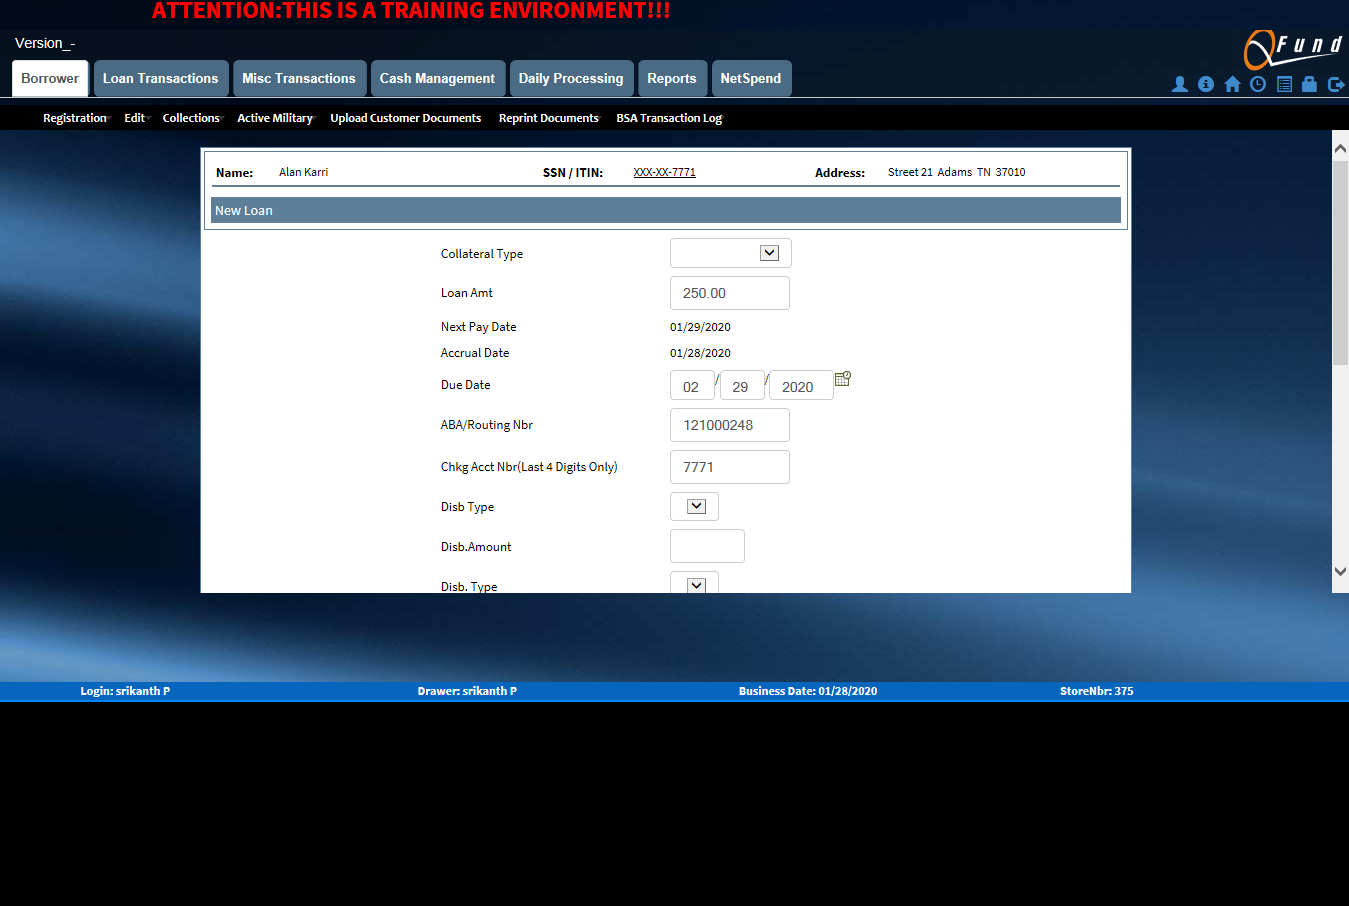 ATTENTION:THIS IS A TRAINING ENVIRONMENT!!!
Version_-
QFund
Borrower Loan Transactions Misc Transactions Cash Management Daily Processing Reports NetSpend
Registration Edit Collections Active Military Upload Customer Documents Reprint Documents BSA Transaction Log
Name: Alan Karri SSN / ITIN: XXX-XX-7771 Address: Street 21 Adams TN 37010
New Loan
Collateral Type
Loan Amt 250.00
Next Pay Date 01/29/2020
Accrual Date 01/28/2020
Due Date 02 / 29 / 2020
ABA/Routing Nbr 121000248
Chkg Acct Nbr(Last 4 Digits Only) 7771
Disb Type
Disb.Amount
Disb. Type
Login: srikanth P Drawer: srikanth P Business Date: 01/28/2020 StoreNbr: 375